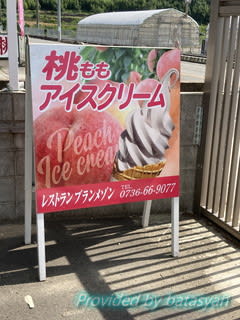 桃もも
アイスクリーム
Peach
Ice cream
レストランブランメゾン
TEL
0736-66-9077
Provided by batasyan